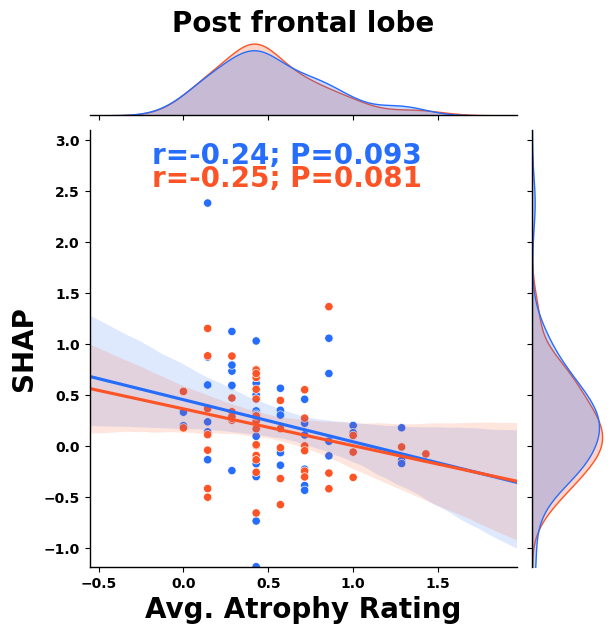 Post frontal lobe
r=-0.24; P=0.093
r=-0.25; P=0.081
3.0
2.5
2.0
1.5
1.0
0.5
0.0
−0.5
−1.0
SHAP
−0.5 0.0 0.5 1.0 1.5
Avg. Atrophy Rating